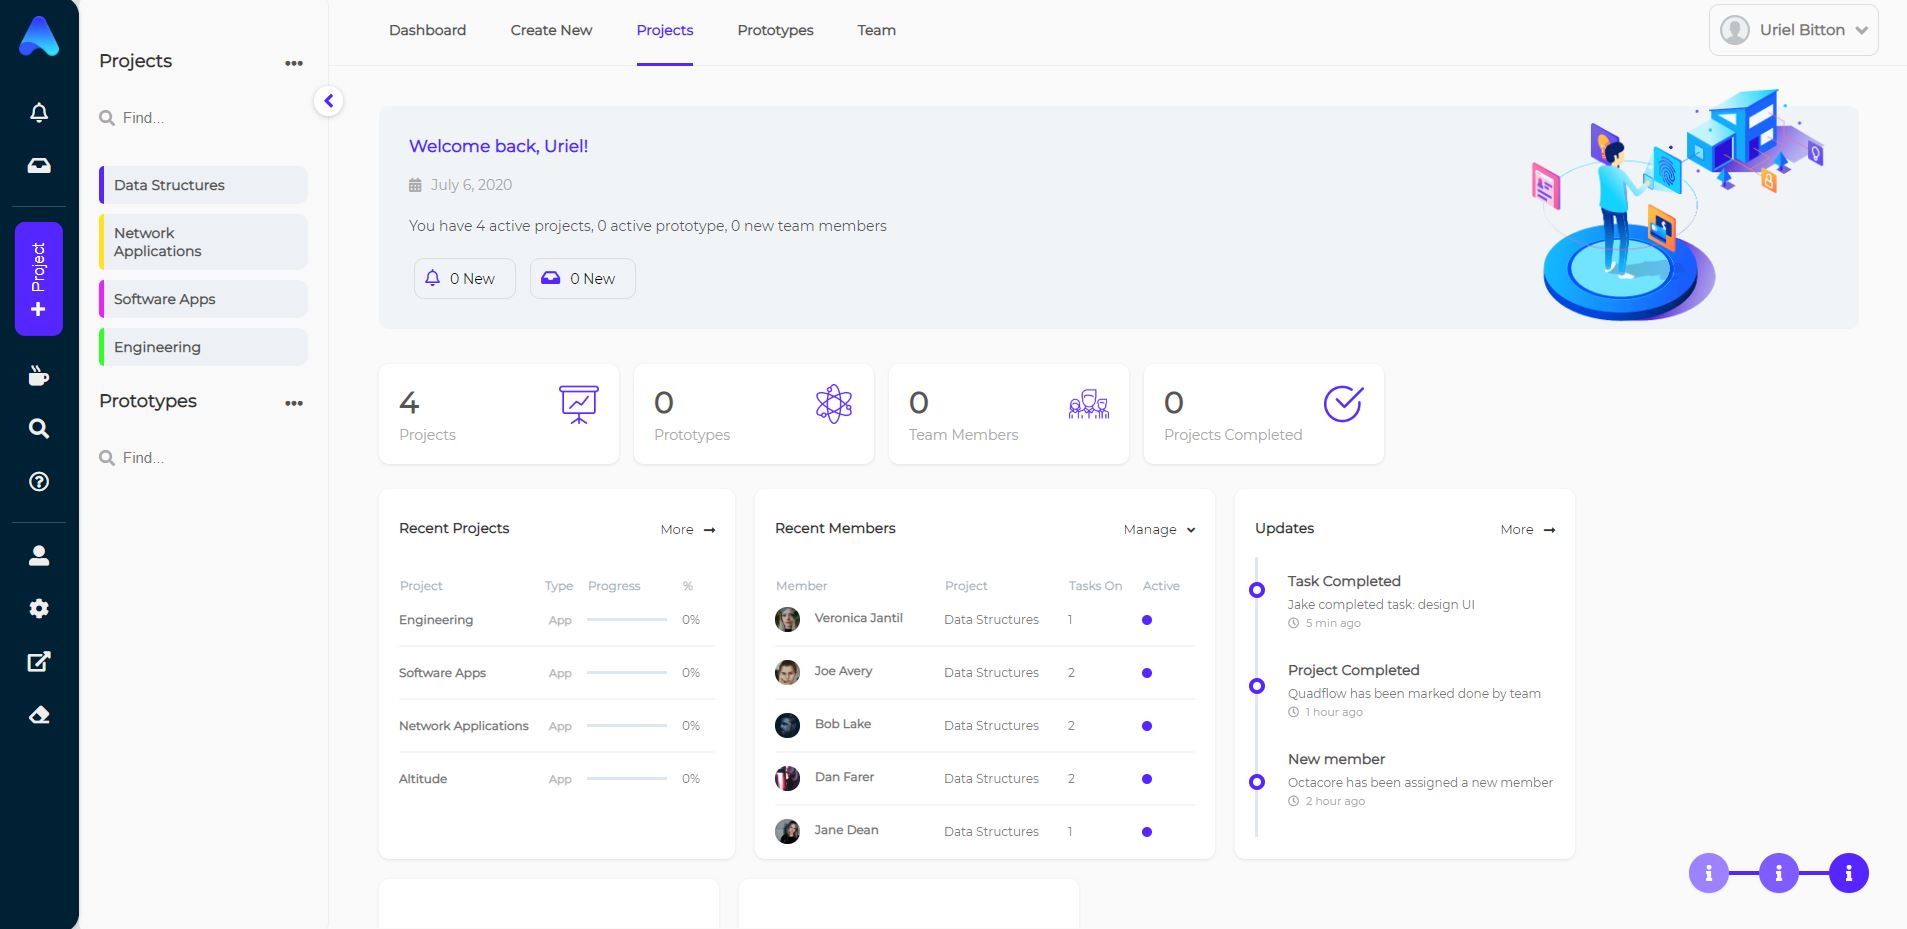 Dashboard
Create New
Projects
Prototypes
Team
Uriel Bitton
Projects
Find...
Data Structures
Network
Applications
Software Apps
Engineering
Prototypes
Find...
Project
Welcome back, Uriel!
July 6, 2020
You have 4 active projects, 0 active prototype, 0 new team members
0 New
0 New
4
Projects
0
Prototypes
0
Team Members
0
Projects Completed
Recent Projects
More
Project Type Progress %
Engineering App 0%
Software Apps App 0%
Network Applications App 0%
Altitude App 0%
Recent Members
Manage
Member Project Tasks On Active
Veronica Jantil Data Structures 1
Joe Avery Data Structures 2
Bob Lake Data Structures 2
Dan Farer Data Structures 2
Jane Dean Data Structures 1
Updates
More
Task Completed
Jake completed task: design UI
5 min ago
Project Completed
Quadflow has been marked done by team
1 hour ago
New member
Octacore has been assigned a new member
2 hour ago